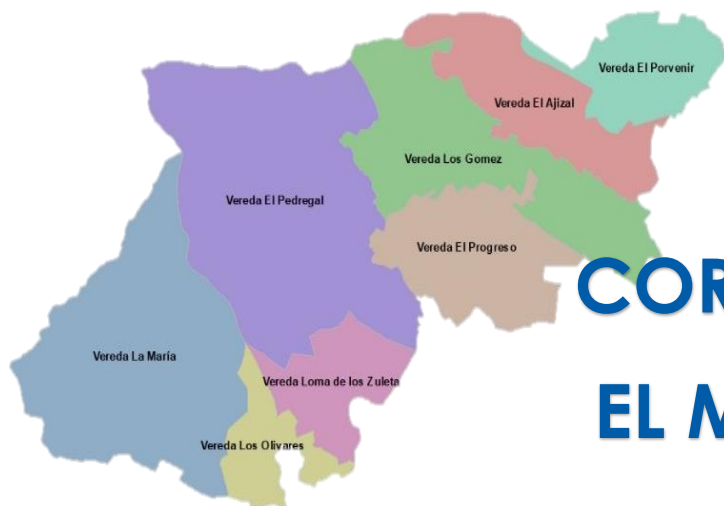 Vereda El Porvenir
Vereda El Ajizal
Vereda Los Gomez
Vereda El Pedregal
Vereda El Progreso
COR
Vereda La María
Vereda Loma de los Zuleta
EL M
Vereda Los Olivares